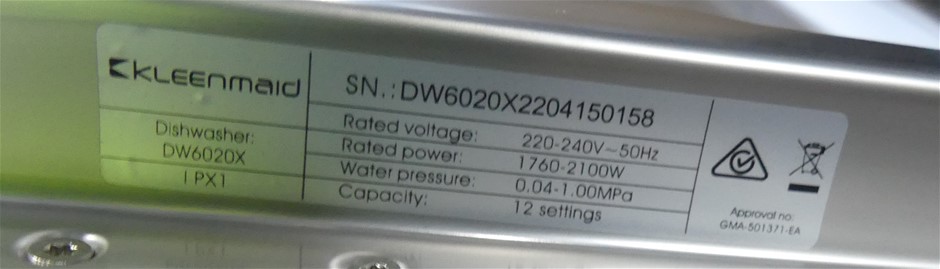 KLEENMAID
Dishwasher:
DW6020X
IPX1
SN.:DW6020X2204150158
Rated voltage: 220-240V~50Hz
Rated power: 1760-2100W
Water pressure: 0.04-1.00MPa
Capacity: 12 settings
Approval no:
GMA-501371-EA